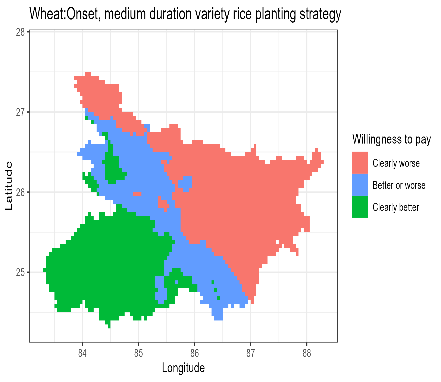 Wheat:Onset, medium duration variety rice planting strategy
28
27
26
25
Latitude
84
85
86
87
88
Longitude
Willingness to pay
Clearly worse
Better or worse
Clearly better